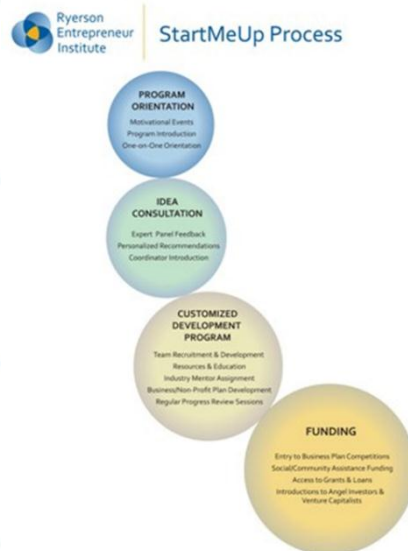 Ryerson
Entrepreneur
Institute
StartMeUp Process
PROGRAM
ORIENTATION
Motivational Events
Program Introduction
One-on-One Orientation
IDEA
CONSULTATION
Expert Panel Feedback
Personalized Recommendations
Coordinator Introduction
CUSTOMIZED
DEVELOPMENT
PROGRAM
Team Recruitment & Development
Resources & Education
Industry Mentor Assignment
Business/Non-Profit Plan Development
Regular Progress Review Sessions
FUNDING
Entry to Business Plan Competitions
Social/Community Assistance Funding
Access to Grants & Loans
Introductions to Angel Investors &
Venture Capitalists